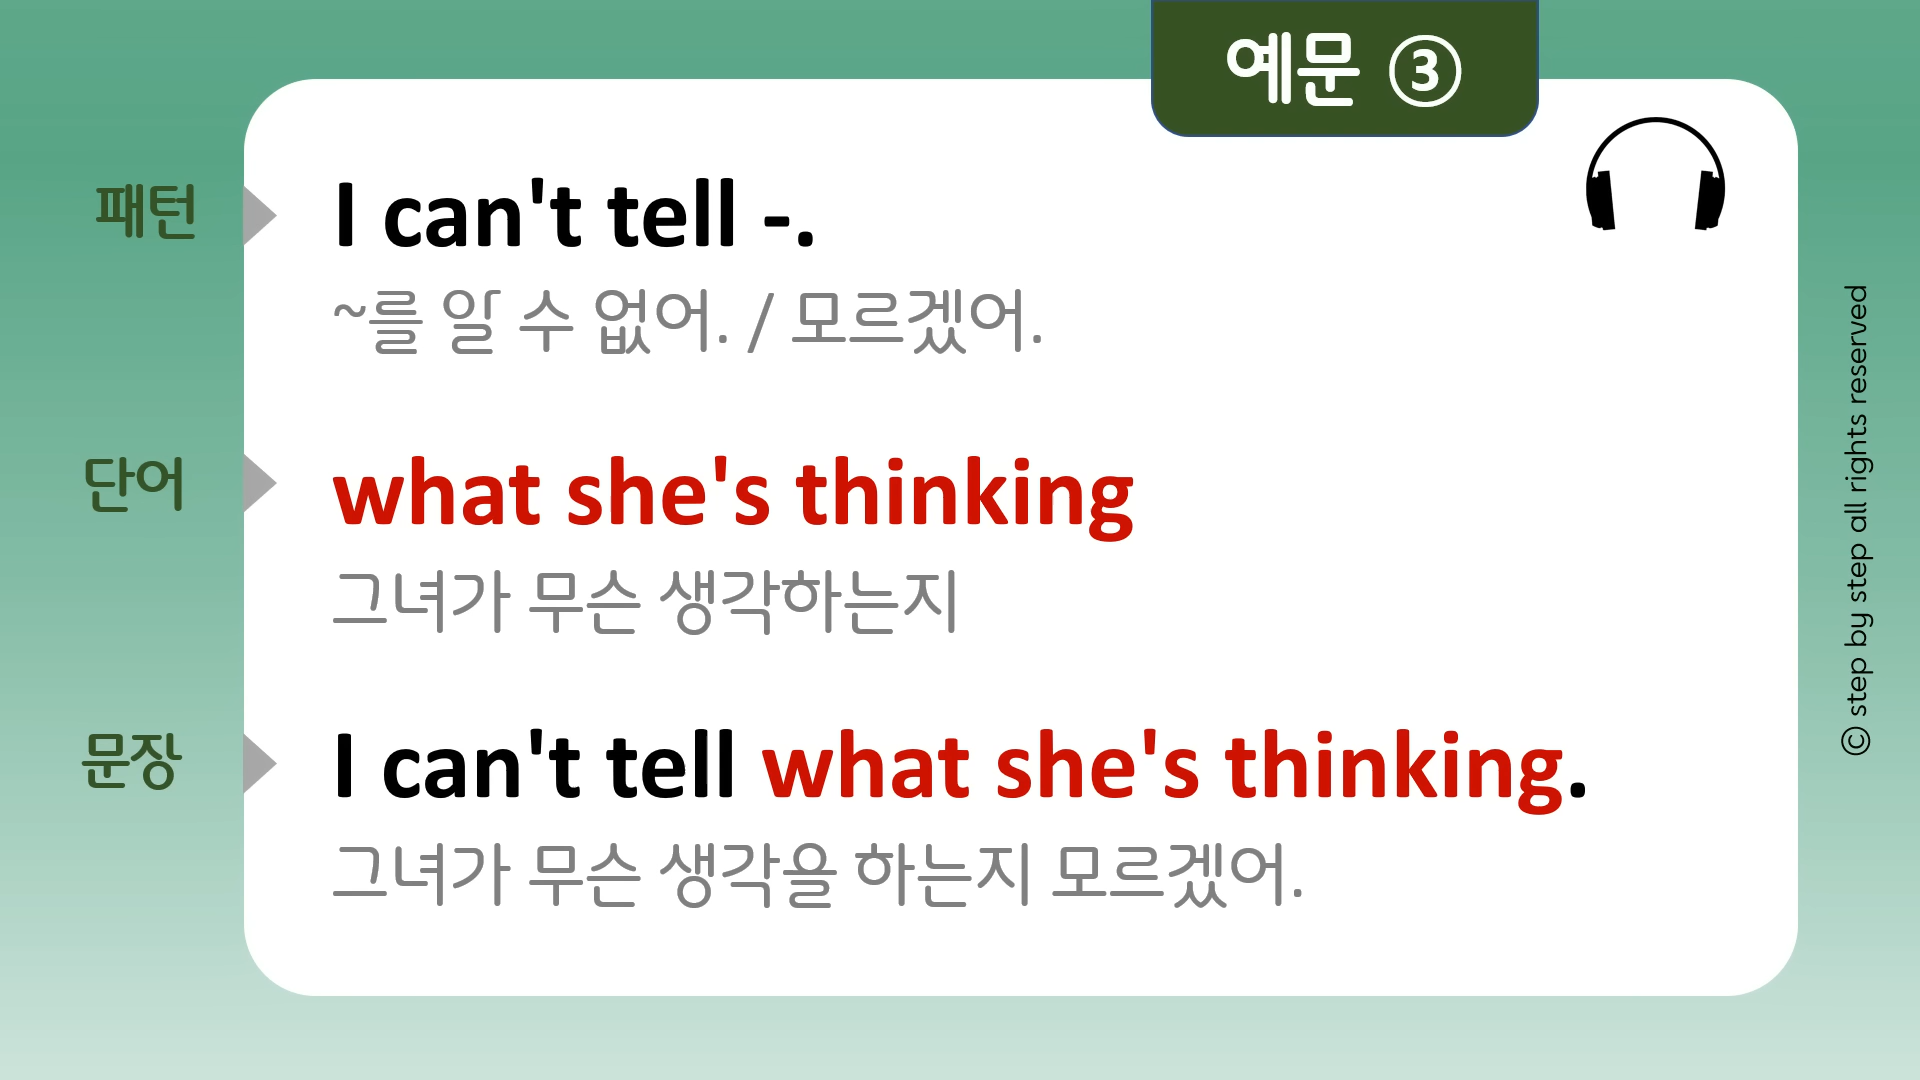 예문 ③
패턴
I can't tell -.
~를 알 수 없어. / 모르겠어.
단어
what she's thinking
그녀가 무슨 생각하는지
문장
I can't tell what she's thinking.
그녀가 무슨 생각을 하는지 모르겠어.
ⓒ step by step all rights reserved